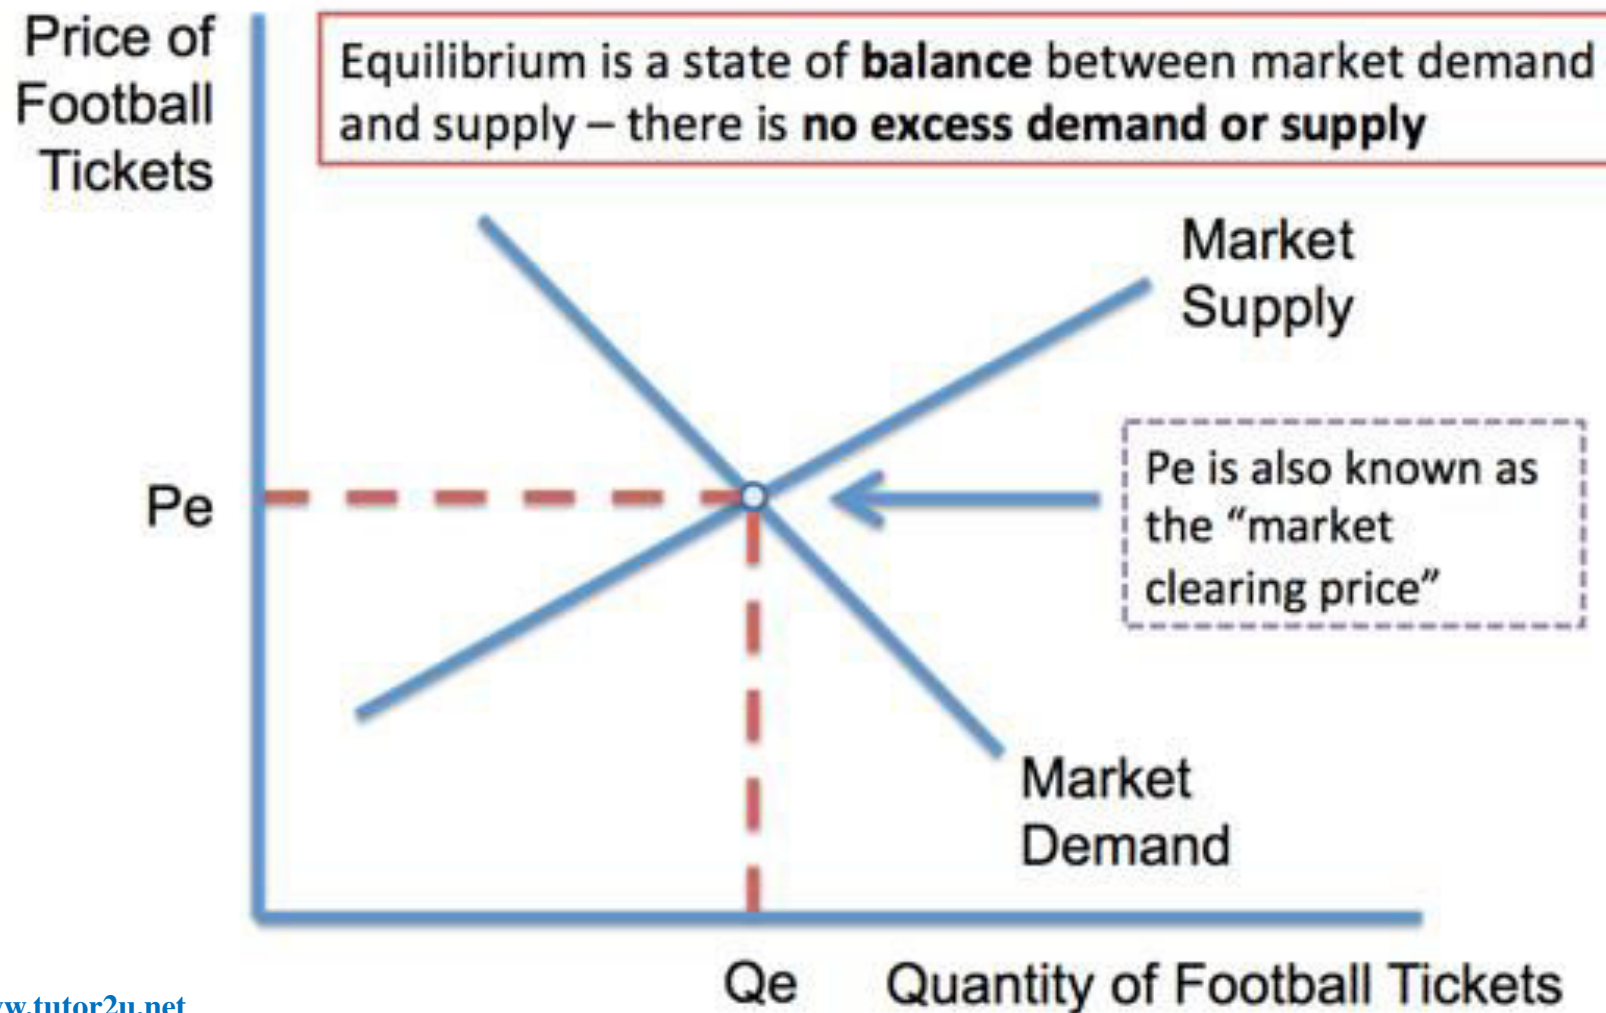 Price of
Football
Tickets
Equilibrium is a state of balance between market demand
and supply – there is no excess demand or supply
Market
Supply
Pe
Pe is also known as
the “market
clearing price”
Market
Demand
Qe
Quantity of Football Tickets
w.tutor2u.net